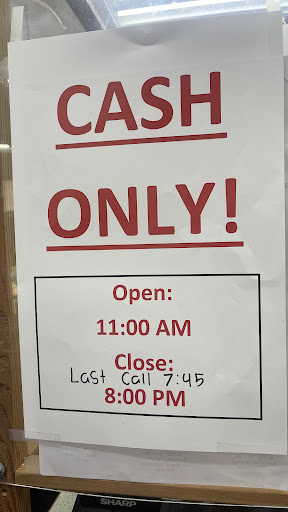 CASH
ONLY!
Open:
11:00 AM
Close:
Last Call 7:45
8:00 PM
SHARP